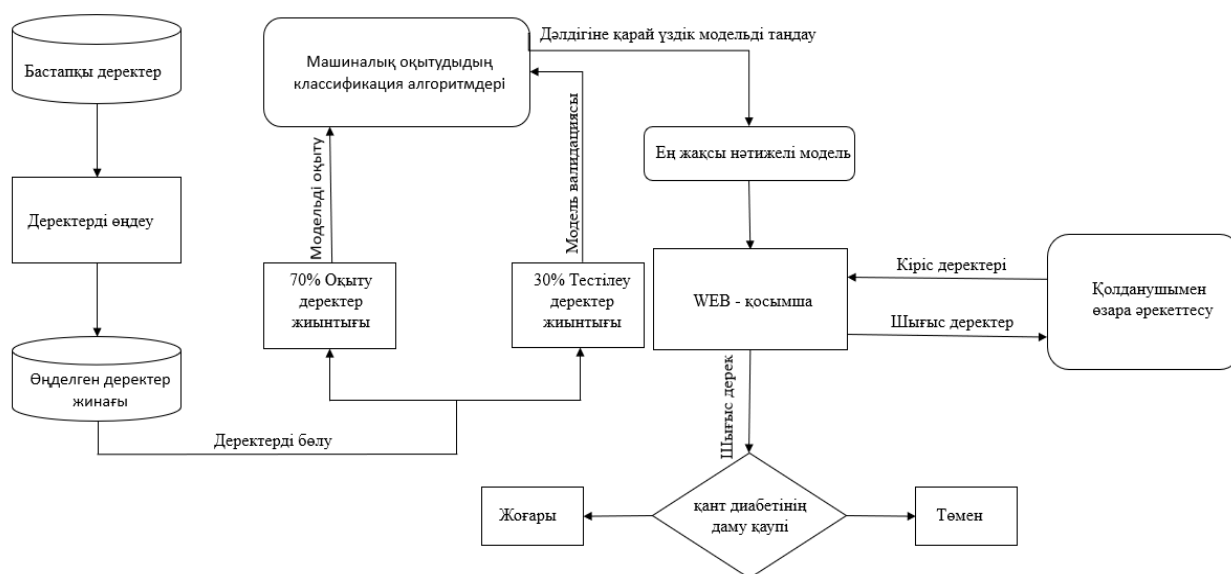 Бастапқы деректер
Деректерді өңдеу
Өңделген деректер
жинағы
Деректерді бөлу
Машиналық оқытудыдың
классификация алгоритмдері
Модельді оқыту
Модель валидациясы
70% Оқыту
деректер
жиынтығы
30% Тестілеу
деректер
жиынтығы
Дәлдігіне қарай үздік модельді таңдау
Ең жақсы нәтижелі модель
WEB - қосымша
Кіріс деректері
Шығыс деректер
Қолданушымен
өзара әрекеттесу
Шығыс дерек
қант диабетінің
даму қаупі
Жоғары
Төмен